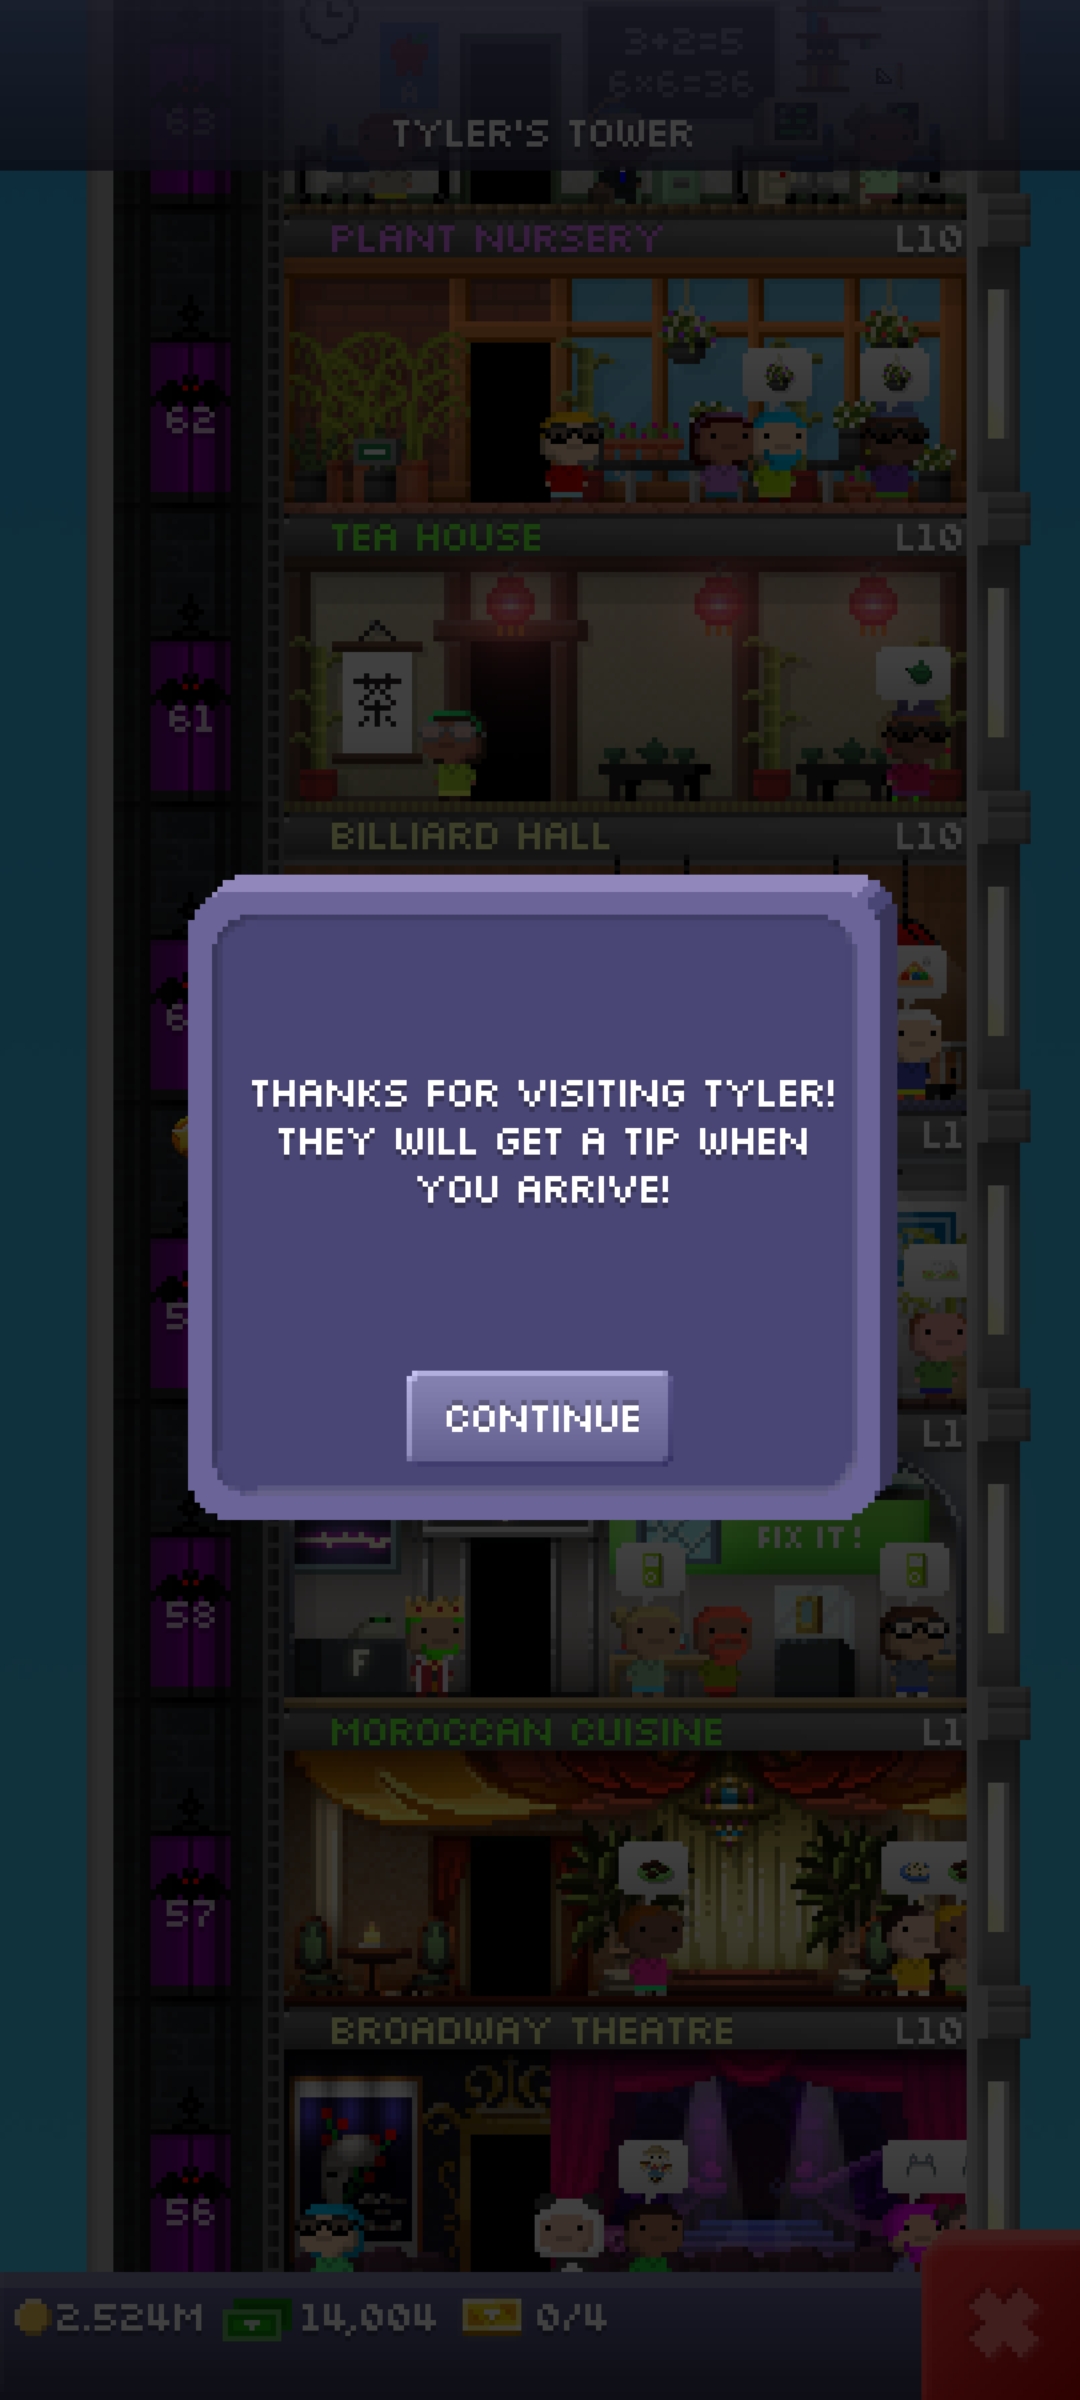 3+2=5
6×6=36
A
63
TYLER'S TOWER
PLANT NURSERY L10
62
TEA HOUSE L10
茶
61
BILLIARD HALL L10
6
L1
THANKS FOR VISITING TYLER!
THEY WILL GET A TIP WHEN
YOU ARRIVE!
5
CONTINUE
L1
FIX IT!
58
F
MOROCCAN CUISINE L1
57
BROADWAY THEATRE L10
56
2.524M 14,004 0/4